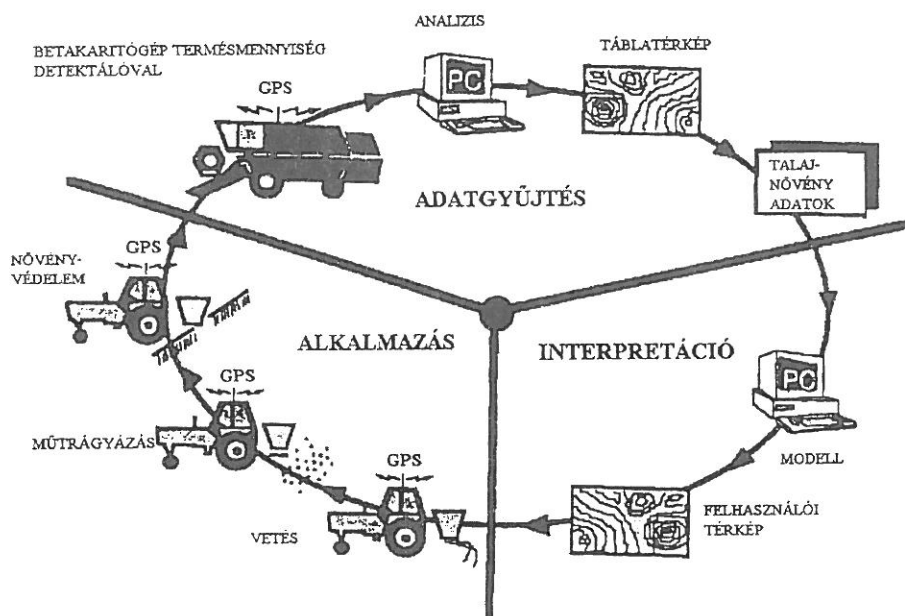 ANALIZIS
BETAKARITÓGÉP TERMÉSMENNYISÉG
DETEKTÁLÓVAL
TÁBLATÉRKÉP
GPS
PC
TALAJ-
NÖVÉNY
ADATOK
ADATGYŰJTÉS
GPS
NÖVÉNY-
VÉDELEM
ALKALMAZÁS
INTERPRETÁCIÓ
GPS
PC
MŰTRÁGYÁZÁS
MODELL
GPS
VETÉS
FELHASZNÁLÓI
TÉRKÉP